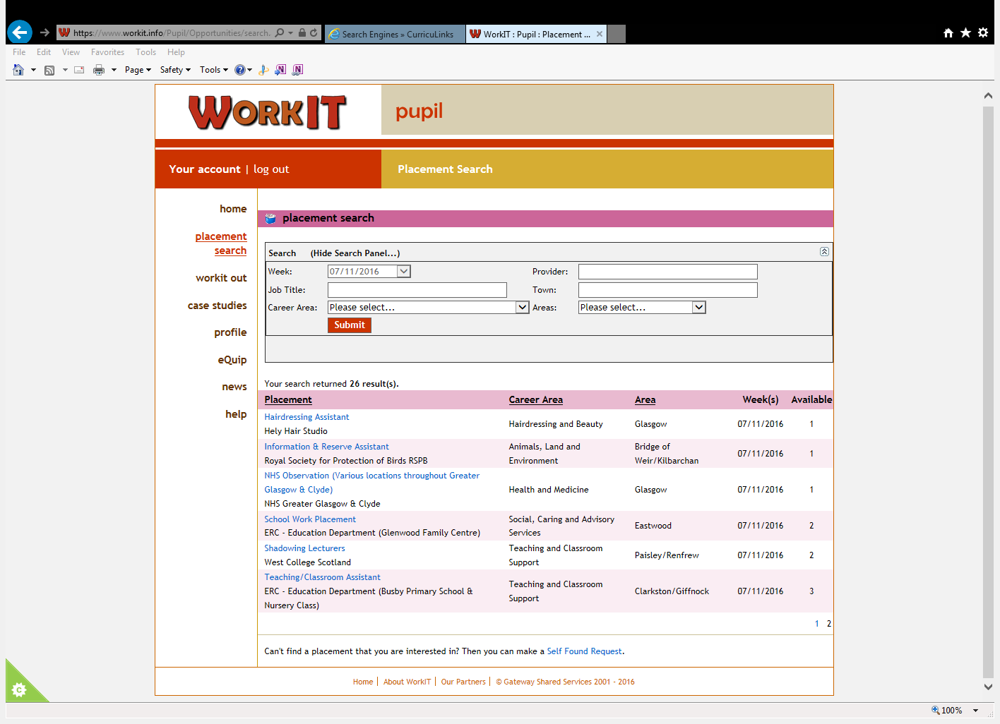 https://www.workit.info/Pupil/Opportunities/search.
Search Engines » CurricuLinks
WorkIT : Pupil : Placement ...
File Edit View Favorites Tools Help
Page Safety Tools
WORKIT
pupil
Your account | log out
Placement Search
home
placement
search
workit out
case studies
profile
eQuip
news
help
placement search
Search (Hide Search Panel...)
Week: 07/11/2016 Provider:
Job Title: Town:
Career Area: Please select... Areas: Please select...
Submit
Your search returned 26 result(s).
Placement Career Area Area Week(s) Available
Hairdressing Assistant
Hely Hair Studio
Hairdressing and Beauty Glasgow 07/11/2016 1
Information & Reserve Assistant
Royal Society for Protection of Birds RSPB
Animals, Land and
Environment
Bridge of
Weir/Kilbarchan
07/11/2016 1
NHS Observation (Various locations throughout Greater
Glasgow & Clyde)
NHS Greater Glasgow & Clyde
Health and Medicine Glasgow 07/11/2016 1
School Work Placement
ERC - Education Department (Glenwood Family Centre)
Social, Caring and Advisory
Services
Eastwood 07/11/2016 2
Shadowing Lecturers
West College Scotland
Teaching and Classroom
Support
Paisley/Renfrew 07/11/2016 2
Teaching/Classroom Assistant
ERC - Education Department (Busby Primary School &
Nursery Class)
Teaching and Classroom
Support
Clarkston/Giffnock 07/11/2016 3
1 2
Can't find a placement that you are interested in? Then you can make a Self Found Request.
Home | About WorkIT | Our Partners | © Gateway Shared Services 2001 - 2016
100%